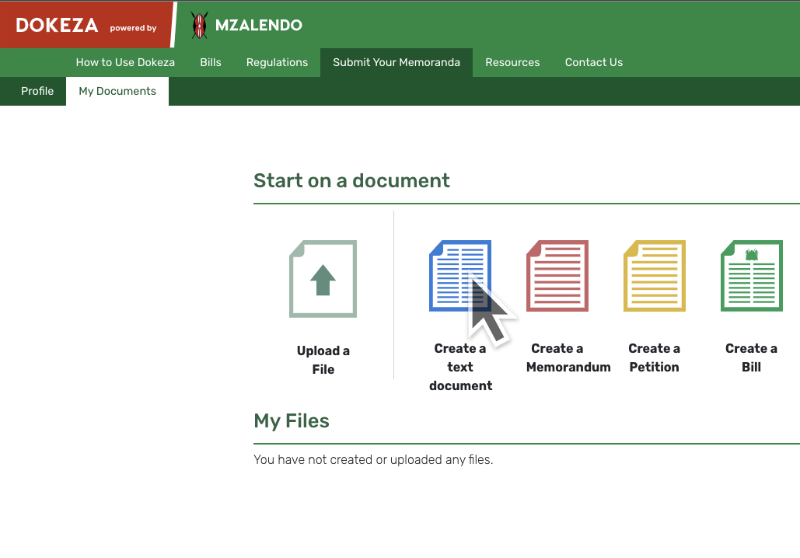 DOKEZA powered by MZALENDO
How to Use Dokeza Bills Regulations Submit Your Memoranda Resources Contact Us
Profile My Documents
Start on a document
Upload a
File
Create a
text
document
Create a
Memorandum
Create a
Petition
Create a
Bill
My Files
You have not created or uploaded any files.